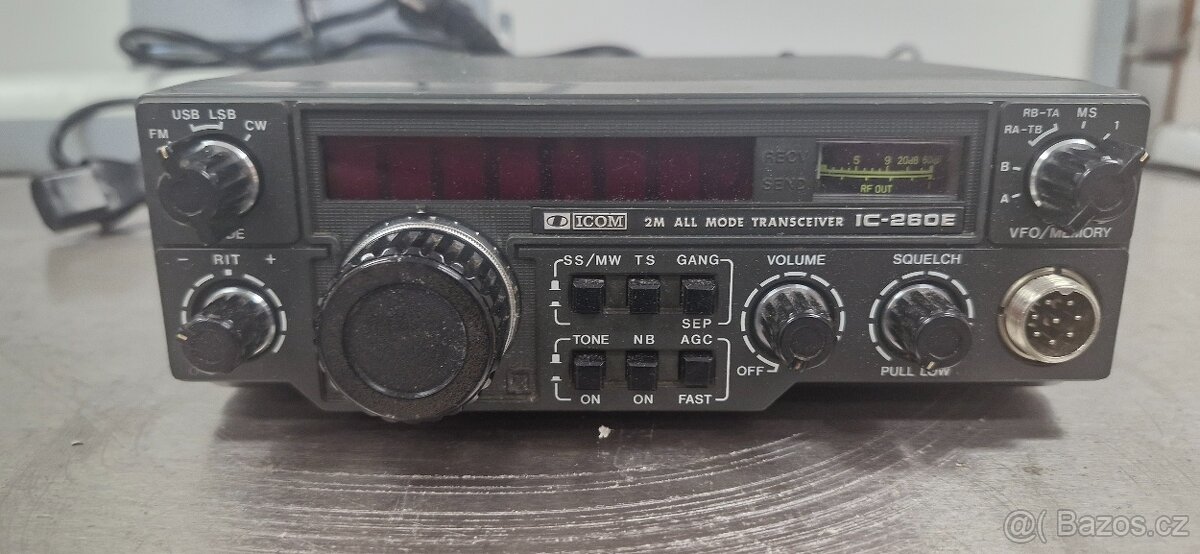 USB LSB
FM CW
DE
RECV
SEND
5 9 20dB 60dB
RF OUT
ICOM 2M ALL MODE TRANSCEIVER IC-260E
RB-TA MS
RA-TB 1
B
A
VFO/MEMORY
- RIT +
SS/MW TS GANG
SEP
TONE NB AGC
ON ON FAST
VOLUME
OFF
SQUELCH
PULL LOW
@( Bazos.cz